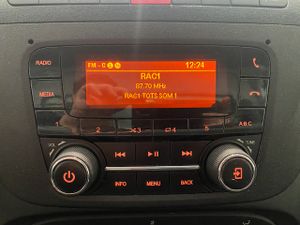 FM - C
12:24
RADIO
RAC1
87.70 MHz
MEDIA
RAC1 TOTS SOM 1
1 2 3 4 5 ABC
INFO MENU BACK